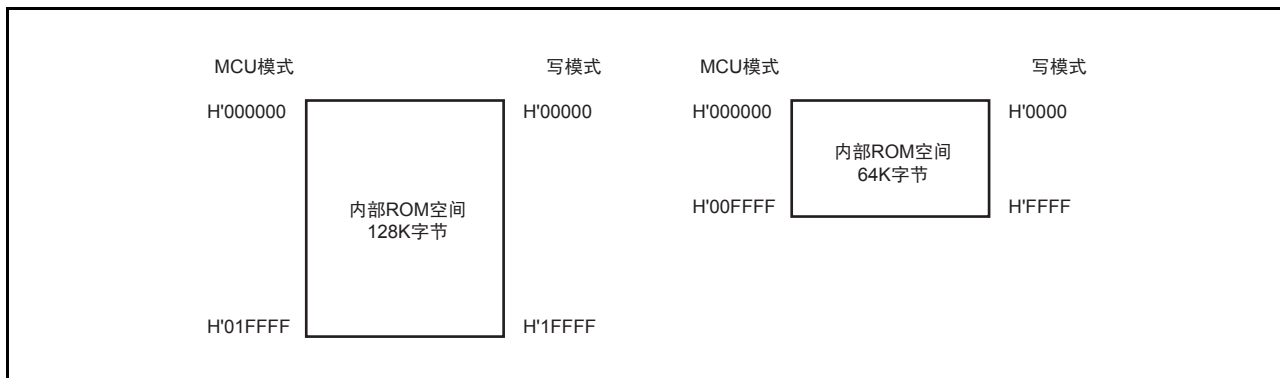 MCU模式
写模式
MCU模式
写模式
H'000000
H'00000
H'000000
H'0000
内部ROM空间
64K字节
内部ROM空间
128K字节
H'00FFFF
H'FFFF
H'01FFFF
H'1FFFF